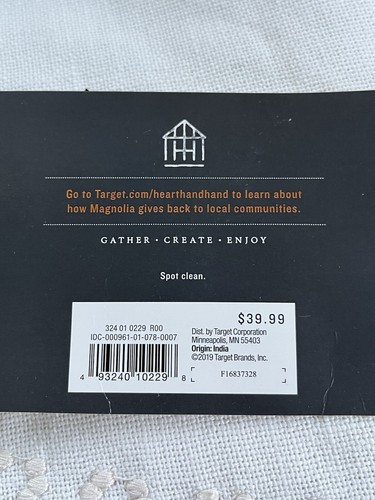 Go to Target.com/hearthandhand to learn about
how Magnolia gives back to local communities.
GATHER · CREATE · ENJOY
Spot clean.
324 01 0229 R00
IDC-000961-01-078-0007
4 93240 10229 8
$39.99
Dist. by Target Corporation
Minneapolis, MN 55403
Origin: India
©2019 Target Brands, Inc.
F16837328